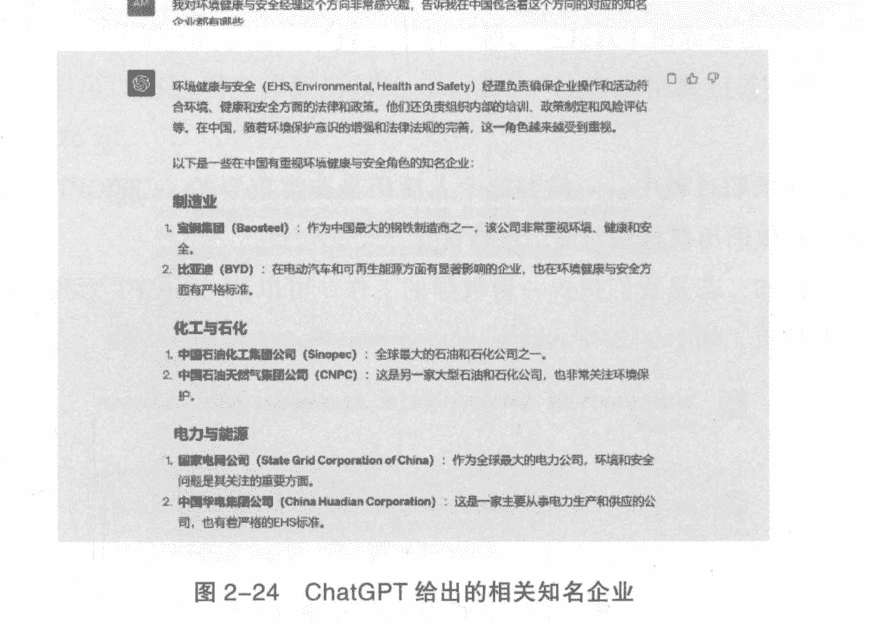 我对环境健康与安全经理这个方向非常感兴趣，告诉我在中国包含着这个方向的对应的知名
企业都有哪些
环境健康与安全（EHS, Environmental, Health and Safety）经理负责确保企业操作和活动符
合环境、健康和安全方面的法律和政策。他们还负责组织内部的培训、政策制定和风险评估
等。在中国，随着环境保护意识的增强和法律法规的完善，这一角色越来越受到重视。
以下是一些在中国有重视环境健康与安全角色的知名企业：
制造业
1. 宝钢集团（Baosteel）：作为中国最大的钢铁制造商之一，该公司非常重视环境、健康和安
全。
2. 比亚迪（BYD）：在电动汽车和可再生能源方面有显著影响的企业，也在环境健康与安全方
面有严格标准。
化工与石化
1. 中国石油化工集团公司（Sinopec）：全球最大的石油和石化公司之一。
2. 中国石油天然气集团公司（CNPC）：这是另一家大型石油和石化公司，也非常关注环境保
护。
电力与能源
1. 国家电网公司（State Grid Corporation of China）：作为全球最大的电力公司，环境和安全
问题是其关注的重要方面。
2. 中国华电集团公司（China Huadian Corporation）：这是一家主要从事电力生产和供应的公
司，也有着严格的EHS标准。
图 2-24 ChatGPT 给出的相关知名企业